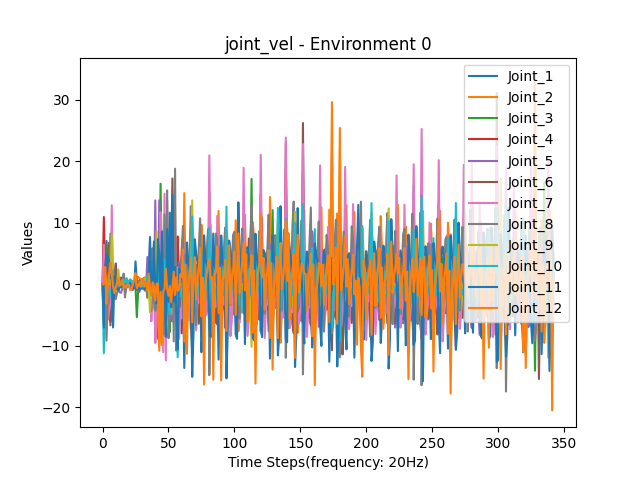 joint_vel - Environment 0
Values
30
20
10
0
−10
−20
0
50
100
150
200
250
300
350
Time Steps(frequency: 20Hz)
Joint_1
Joint_2
Joint_3
Joint_4
Joint_5
Joint_6
Joint_7
Joint_8
Joint_9
Joint_10
Joint_11
Joint_12